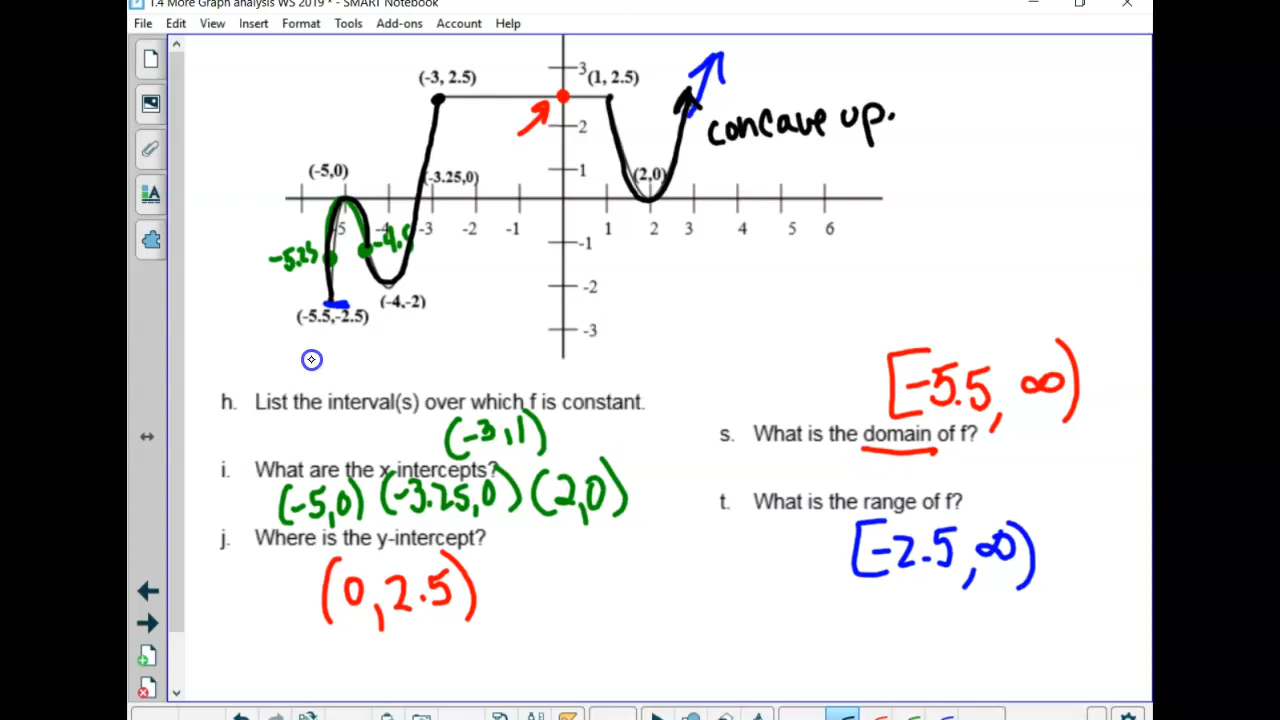 1.4 More Graph analysis WS 2019 * - SMART Notebook
File Edit View Insert Format Tools Add-ons Account Help
(-3, 2.5)
3
(1, 2.5)
concave up.
2
1
(-5,0)
(-3.25,0)
(2,0)
-5 -4 -3 -2 -1 1 2 3 4 5 6
-5.25
-1
-2
(-4,-2)
(-5.5,-2.5)
-3
h. List the interval(s) over which f is constant.
(-3,1)
i. What are the x-intercepts?
(-5,0) (-3.25,0) (2,0)
j. Where is the y-intercept?
(0,2.5)
[-5.5, ∞)
s. What is the domain of f?
t. What is the range of f?
[-2.5, ∞)